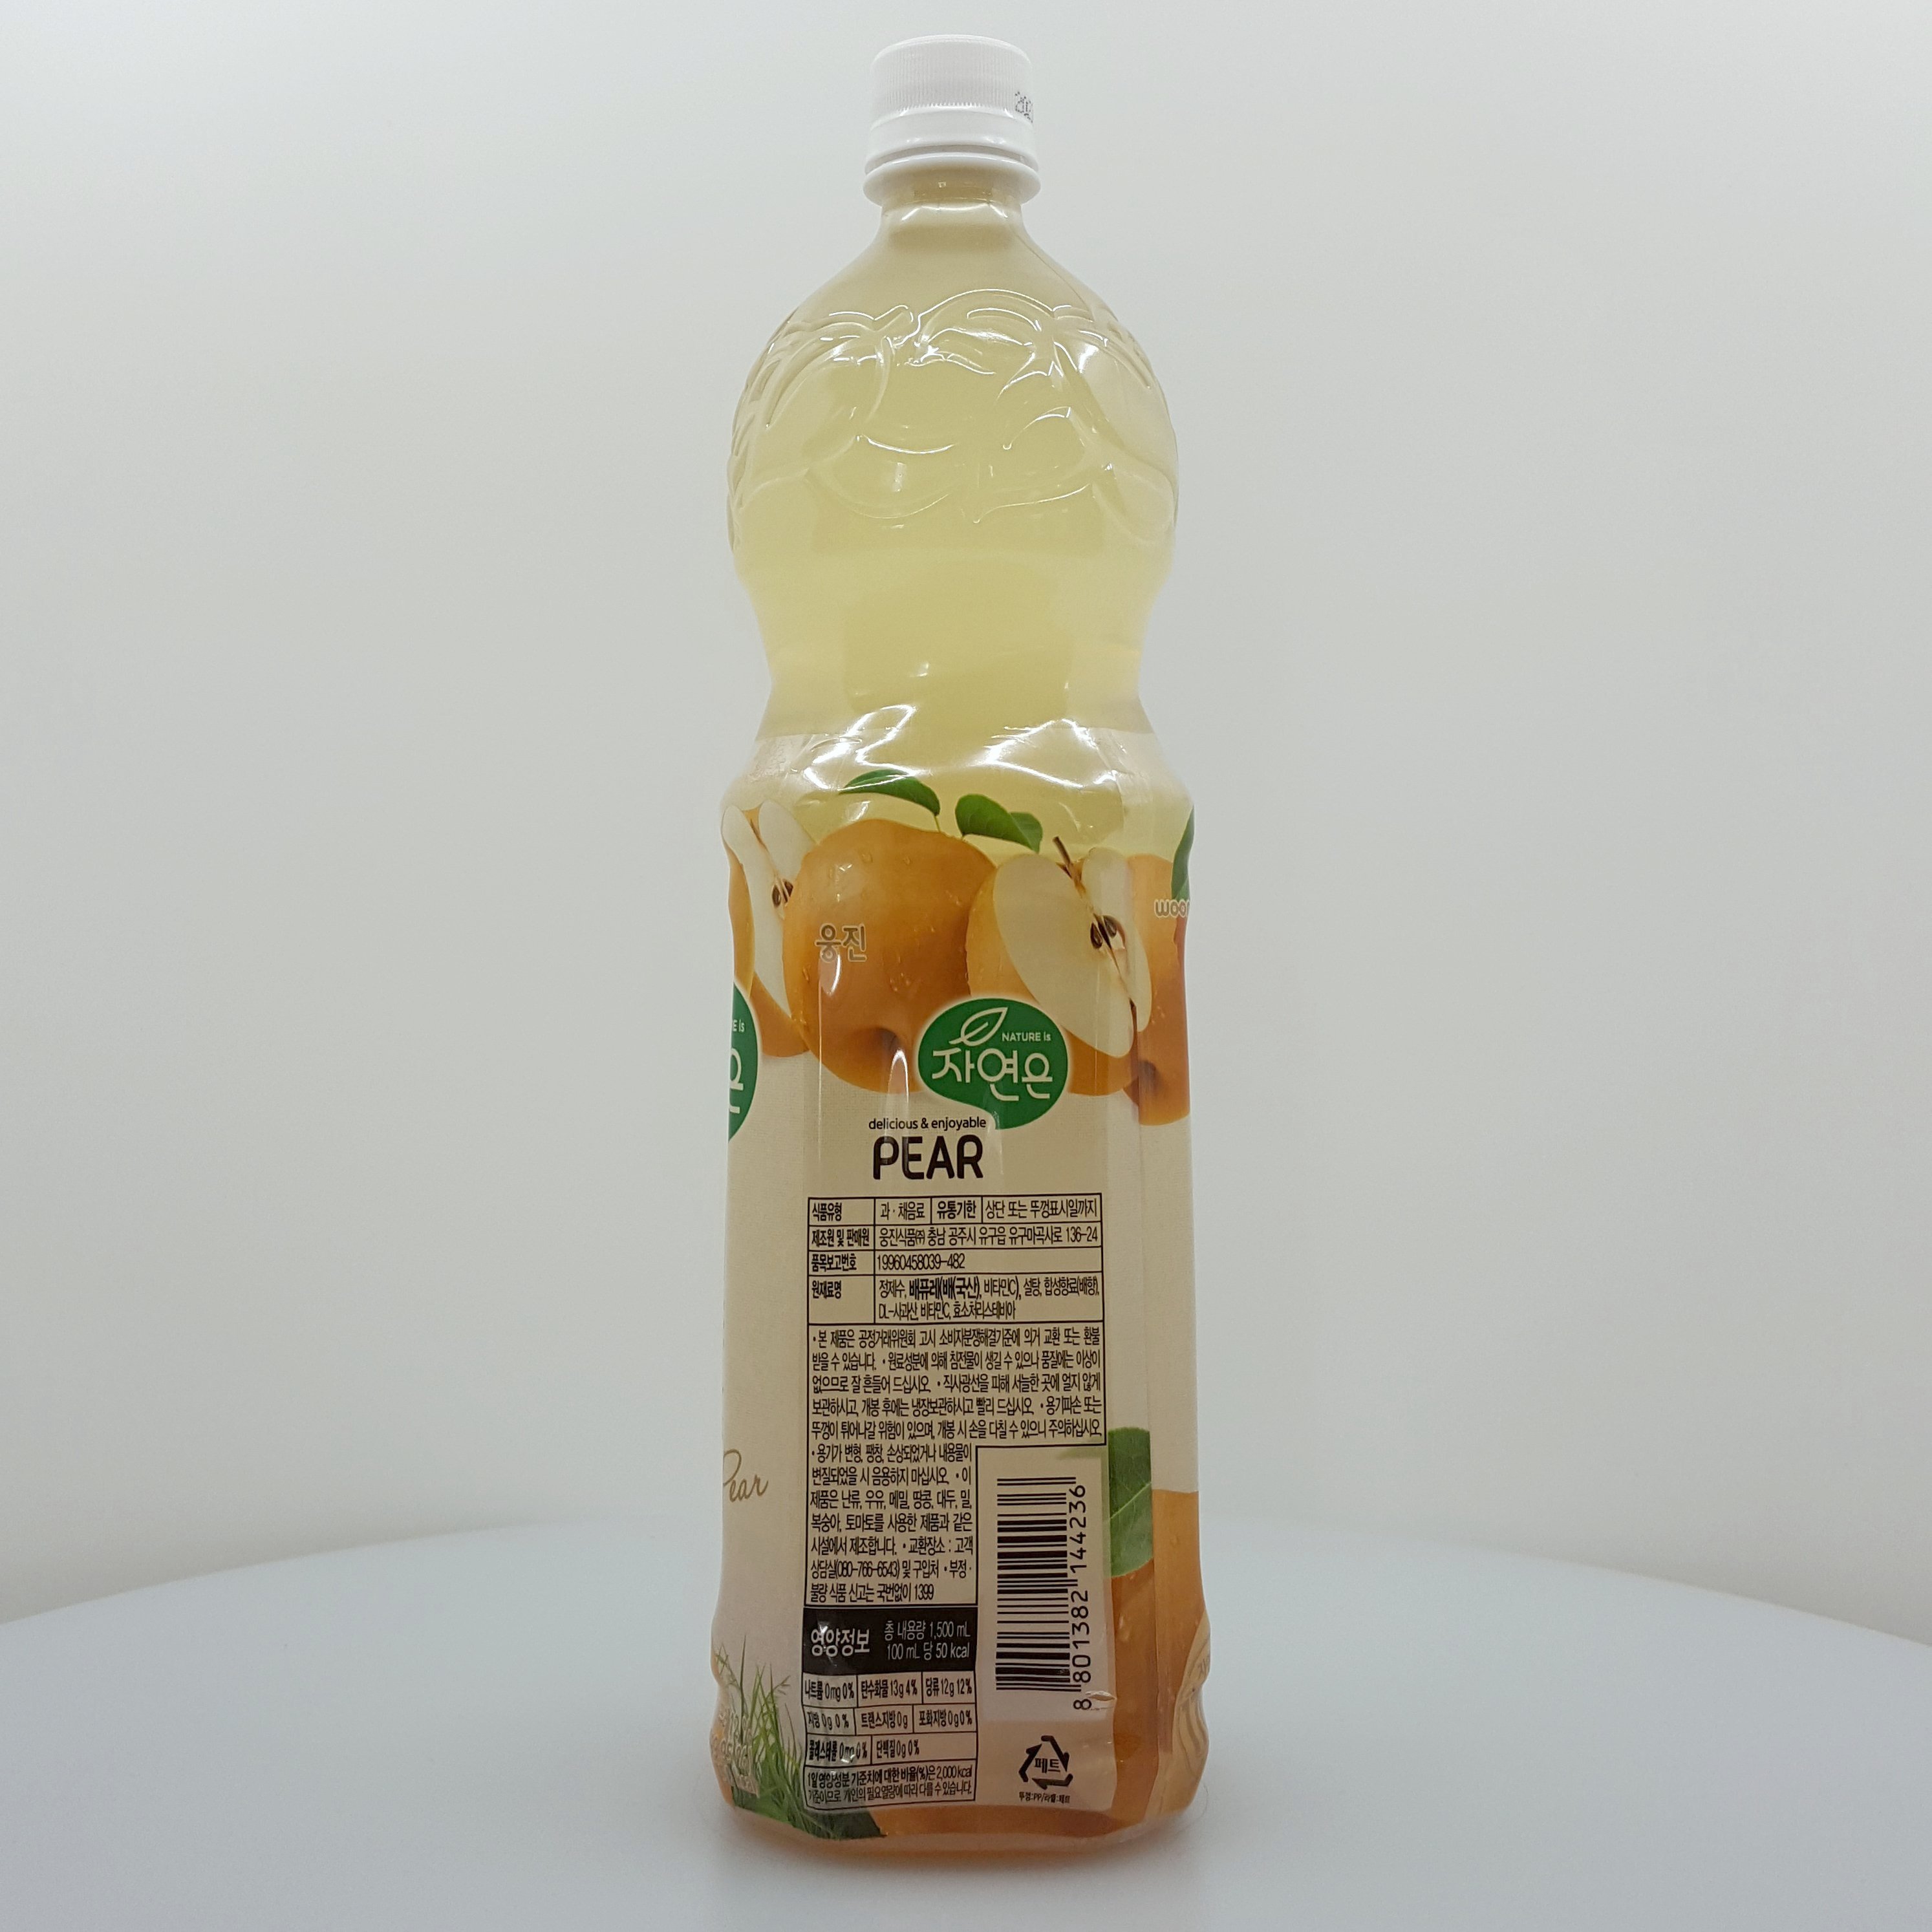 202
woon
웅진
NATURE is
자연은
E is
은
delicious & enjoyable
PEAR
식품유형 과·채음료 유통기한 상단 또는 뚜껑표시일까지
제조원 및 판매원 웅진식품㈜ 충남 공주시 유구읍 유구마곡사로 136-24
품목보고번호 19960458039-482
원재료명 정제수, 배퓨레(배(국산), 비타민C), 설탕, 합성향료(배향),
DL-사과산, 비타민C, 효소처리스테비아
• 본 제품은 공정거래위원회 고시 소비자분쟁해결기준에 의거 교환 또는 환불
받을 수 있습니다. • 원료성분에 의해 침전물이 생길 수 있으나 품질에는 이상이
없으므로 잘 흔들어 드십시오. • 직사광선을 피해 서늘한 곳에 얼지 않게
보관하시고, 개봉 후에는 냉장보관하시고 빨리 드십시오. • 용기파손 또는
뚜껑이 튀어나갈 위험이 있으며, 개봉 시 손을 다칠 수 있으니 주의하십시오.
• 용기가 변형, 팽창, 손상되었거나 내용물이
변질되었을 시 음용하지 마십시오. • 이
제품은 난류, 우유, 메밀, 땅콩, 대두, 밀,
복숭아, 토마토를 사용한 제품과 같은
시설에서 제조합니다. • 교환장소 : 고객
상담실(080-766-6543) 및 구입처 • 부정·
불량 식품 신고는 국번없이 1399
Pear
8 801382 144236
영양정보 총 내용량 1,500 mL
100 mL 당 50 kcal
나트륨 0mg 0% 탄수화물 13g 4% 당류 12g 12%
지방 0g 0% 트랜스지방 0g 포화지방 0g 0%
콜레스테롤 0mg 0% 단백질 0g 0%
1일 영양성분 기준치에 대한 비율(%)은 2,000 kcal
기준이므로 개인의 필요 열량에 따라 다를 수 있습니다.
페트
뚜껑:PP/라벨:페트